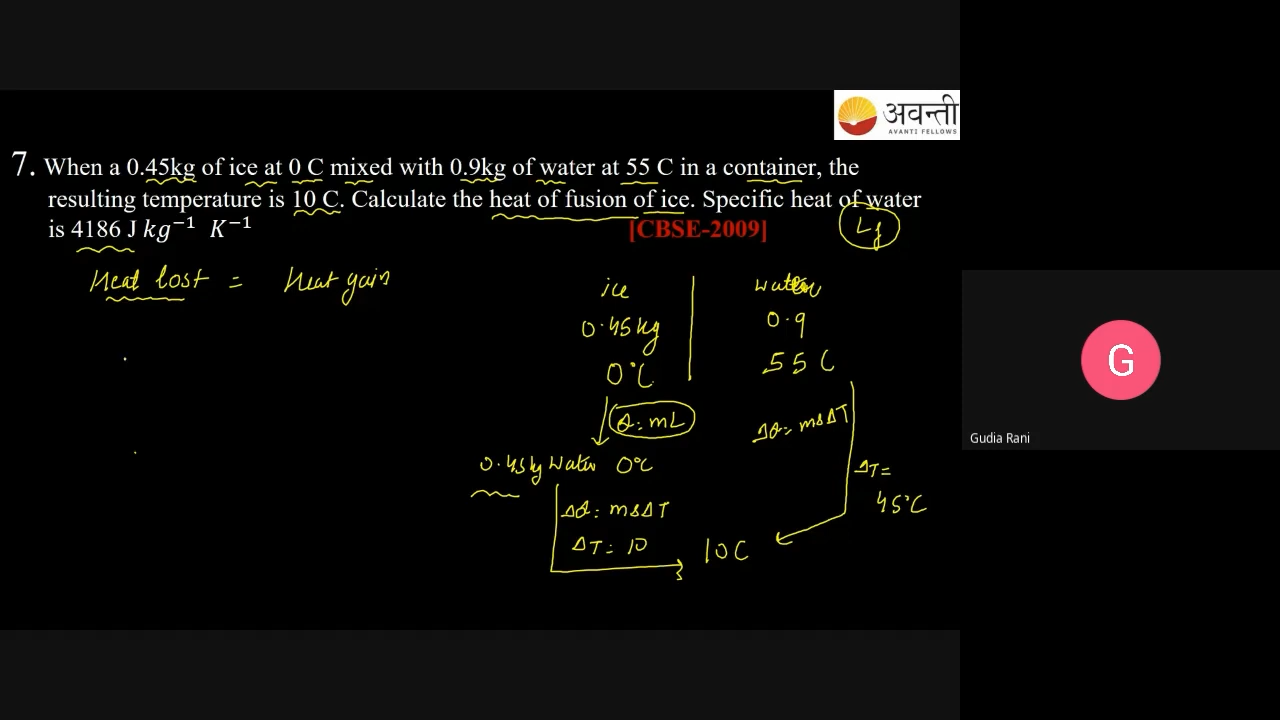 अवन्ती
AVANTI FELLOWS
7. When a 0.45kg of ice at 0 C mixed with 0.9kg of water at 55 C in a container, the
resulting temperature is 10 C. Calculate the heat of fusion of ice. Specific heat of water
is 4186 J kg⁻¹ K⁻¹
[CBSE-2009]
Lf
Heat lost = Heat gain
ice
water
0.45kg
0.9
0°C
55 C
Q = mL
ΔQ = msΔT
0.45kg water 0°C
ΔT =
45°C
ΔQ = msΔT
ΔT = 10
10C
G
Gudia Rani